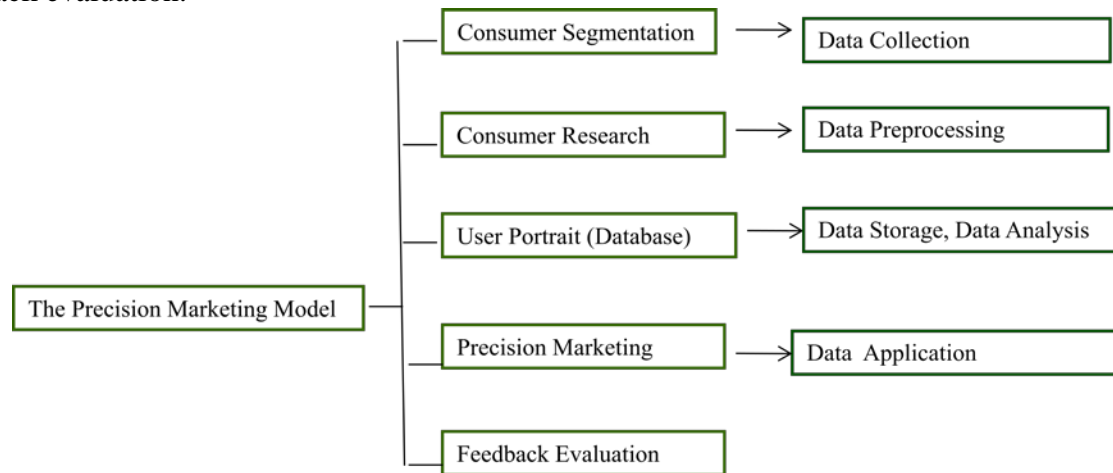 evaluation.
Consumer Segmentation
Data Collection
Consumer Research
Data Preprocessing
User Portrait (Database)
Data Storage, Data Analysis
The Precision Marketing Model
Precision Marketing
Data Application
Feedback Evaluation